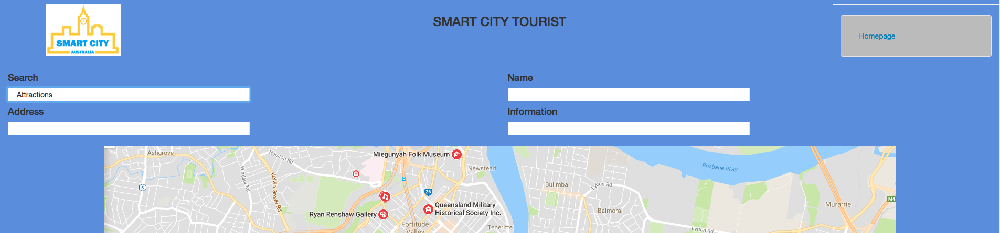 SMART CITY
AUSTRALIA
SMART CITY TOURIST
Homepage
Search
Name
Attractions
Address
Information
Ashgrove
Herston Rd
Miegunyah Folk Museum
Newstead
Brisbane River
Windsor Rd
Kelvin Grove Rd
5
26
Bulimba
Lytton Rd
M4
Murarrie
Queensland Military
Historical Society Inc.
Ryan Renshaw Gallery
Balmoral
Fortitude
Valley
Teneriffe
Lytton Rd